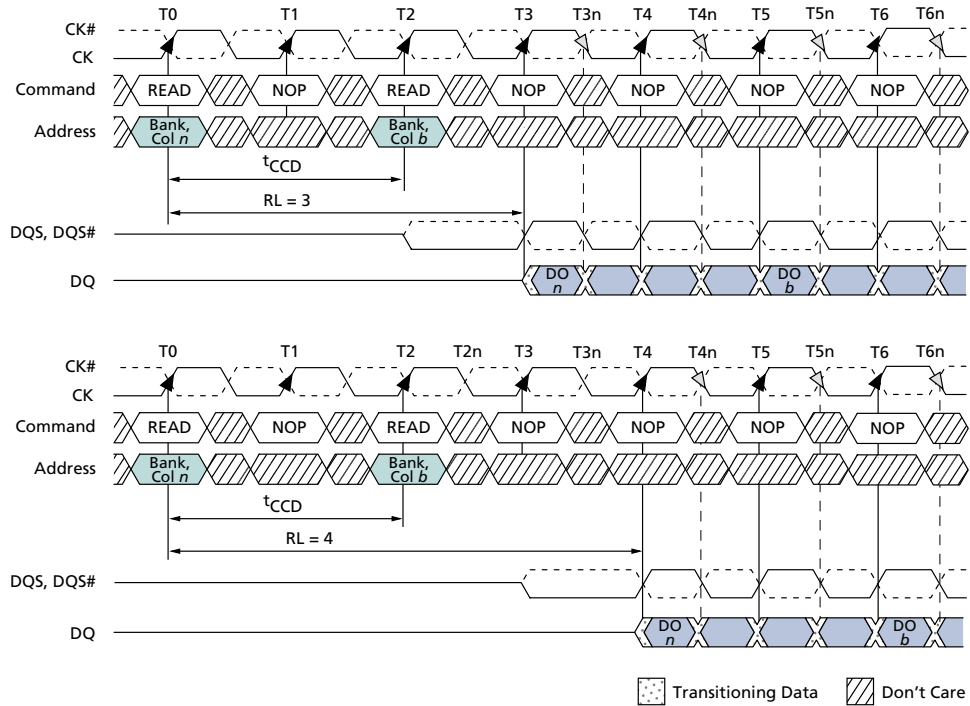 T0 T1 T2 T3 T3n T4 T4n T5 T5n T6 T6n
CK#
CK
Command READ NOP READ NOP NOP NOP NOP
Address Bank, Col n Bank, Col b
tCCD
RL = 3
DQS, DQS#
DQ DO n DO b
T0 T1 T2 T2n T3 T3n T4 T4n T5 T5n T6 T6n
CK#
CK
Command READ NOP READ NOP NOP NOP NOP
Address Bank, Col n Bank, Col b
tCCD
RL = 4
DQS, DQS#
DQ DO n DO b
Transitioning Data Don't Care